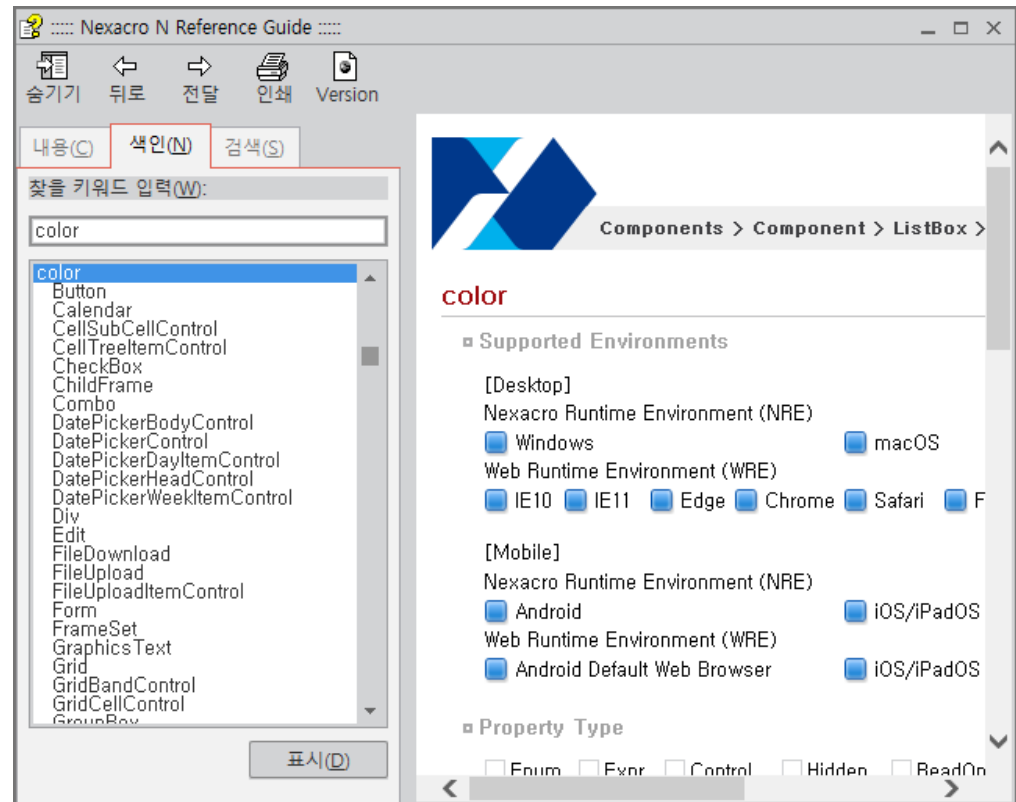 ::::: Nexacro N Reference Guide :::::
숨기기 뒤로 전달 인쇄 Version
내용(C) 색인(N) 검색(S)
찾을 키워드 입력(W):
color
color
Button
Calendar
CellSubCellControl
CellTreeItemControl
CheckBox
ChildFrame
Combo
DatePickerBodyControl
DatePickerControl
DatePickerDayItemControl
DatePickerHeadControl
DatePickerWeekItemControl
Div
Edit
FileDownload
FileUpload
FileUploadItemControl
Form
FrameSet
GraphicsText
Grid
GridBandControl
GridCellControl
GroupBox
표시(D)
Components > Component > ListBox >
color
Supported Environments
[Desktop]
Nexacro Runtime Environment (NRE)
Windows macOS
Web Runtime Environment (WRE)
IE10 IE11 Edge Chrome Safari F
[Mobile]
Nexacro Runtime Environment (NRE)
Android iOS/iPadOS
Web Runtime Environment (WRE)
Android Default Web Browser iOS/iPadOS
Property Type
Enum Expr Control Hidden ReadOn